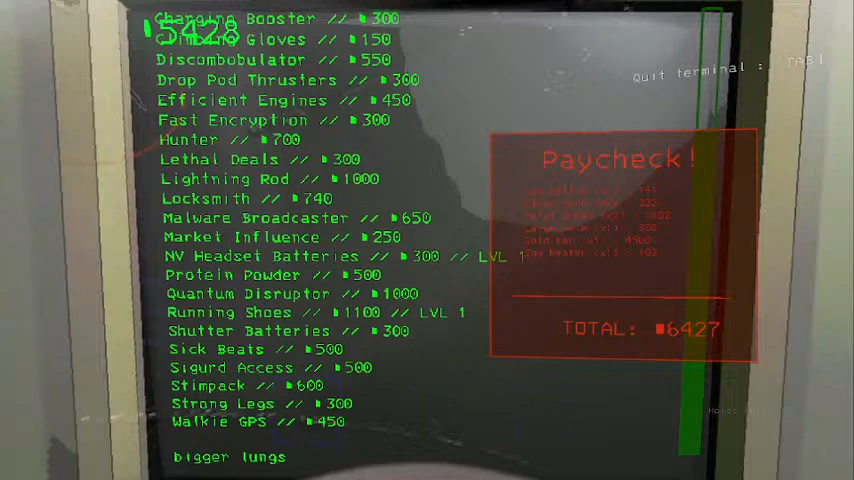 Charging Booster // ▮300
▮5428
Climbing Gloves // ▮150
Discombobulator // ▮550
Drop Pod Thrusters // ▮300
Efficient Engines // ▮450
Fast Encryption // ▮300
Hunter // ▮700
Lethal Deals // ▮300
Lightning Rod // ▮1000
Locksmith // ▮740
Malware Broadcaster // ▮650
Market Influence // ▮250
NV Headset Batteries // ▮300 // LVL 1
Protein Powder // ▮500
Quantum Disruptor // ▮1000
Running Shoes // ▮1100 // LVL 1
Shutter Batteries // ▮300
Sick Beats // ▮500
Sigurd Access // ▮500
Stimpack // ▮600
Strong Legs // ▮300
Walkie GPS // ▮450
bigger lungs
Quit terminal : [TAB]
Paycheck!
TOTAL: ▮6427